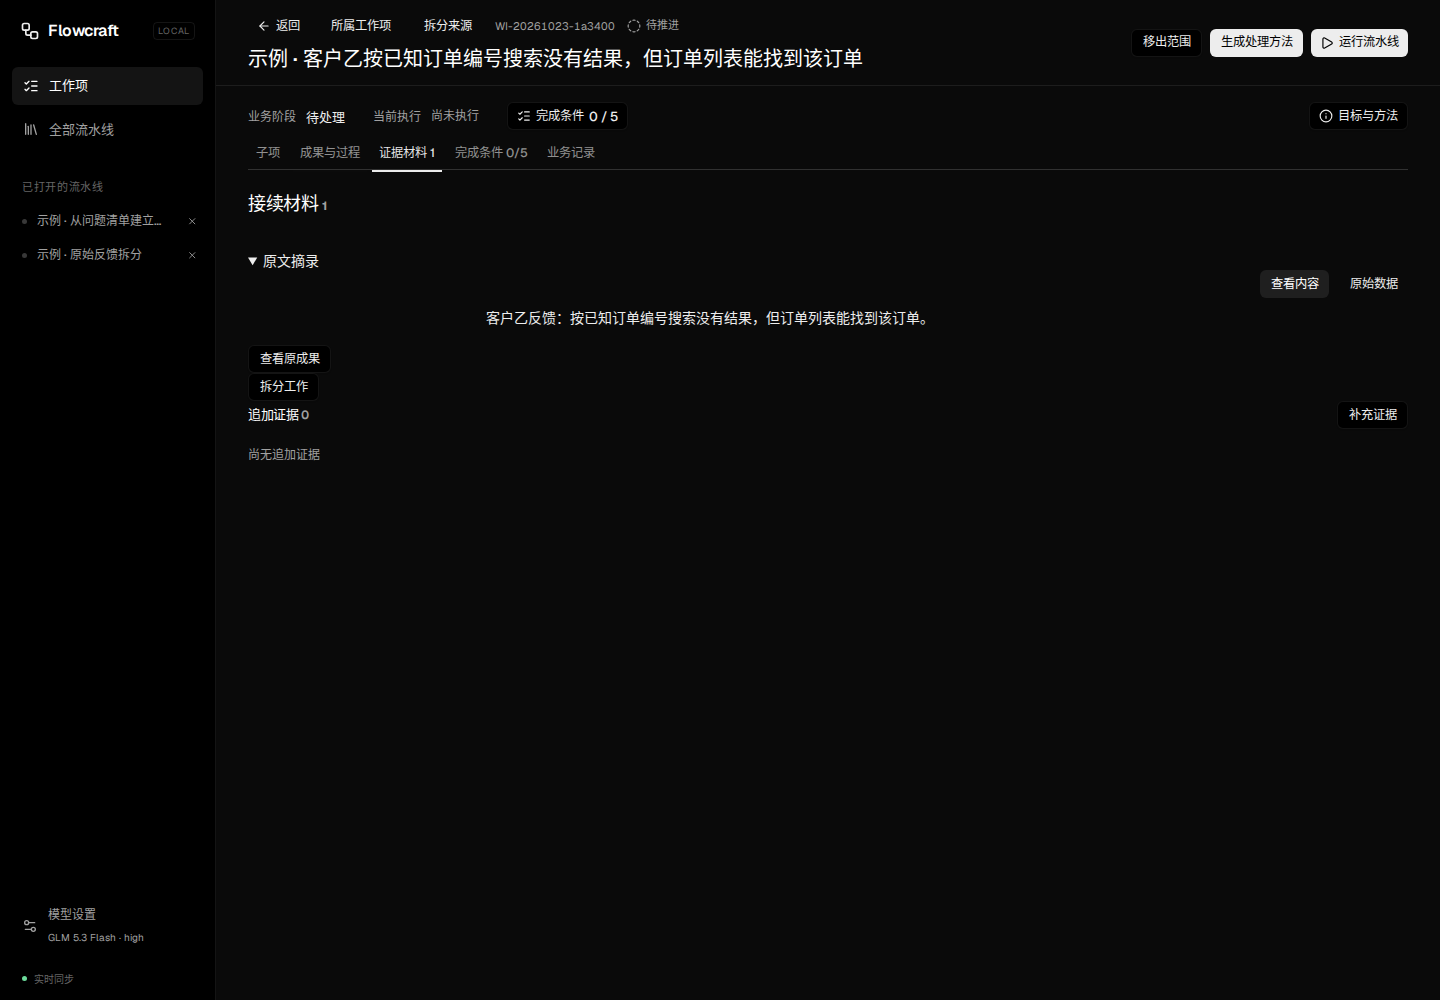 Flowcraft LOCAL
工作项
全部流水线
已打开的流水线
示例 · 从问题清单建立...
示例 · 原始反馈拆分
模型设置
GLM 5.3 Flash · high
实时同步
返回 所属工作项 拆分来源 WI-20261023-1a3400 待推进
示例 · 客户乙按已知订单编号搜索没有结果，但订单列表能找到该订单
移出范围 生成处理方法 运行流水线
业务阶段 待处理 当前执行 尚未执行 完成条件 0 / 5 目标与方法
子项 成果与过程 证据材料 1 完成条件 0/5 业务记录
接续材料 1
原文摘录
查看内容 原始数据
客户乙反馈：按已知订单编号搜索没有结果，但订单列表能找到该订单。
查看原成果
拆分工作
追加证据 0 补充证据
尚无追加证据